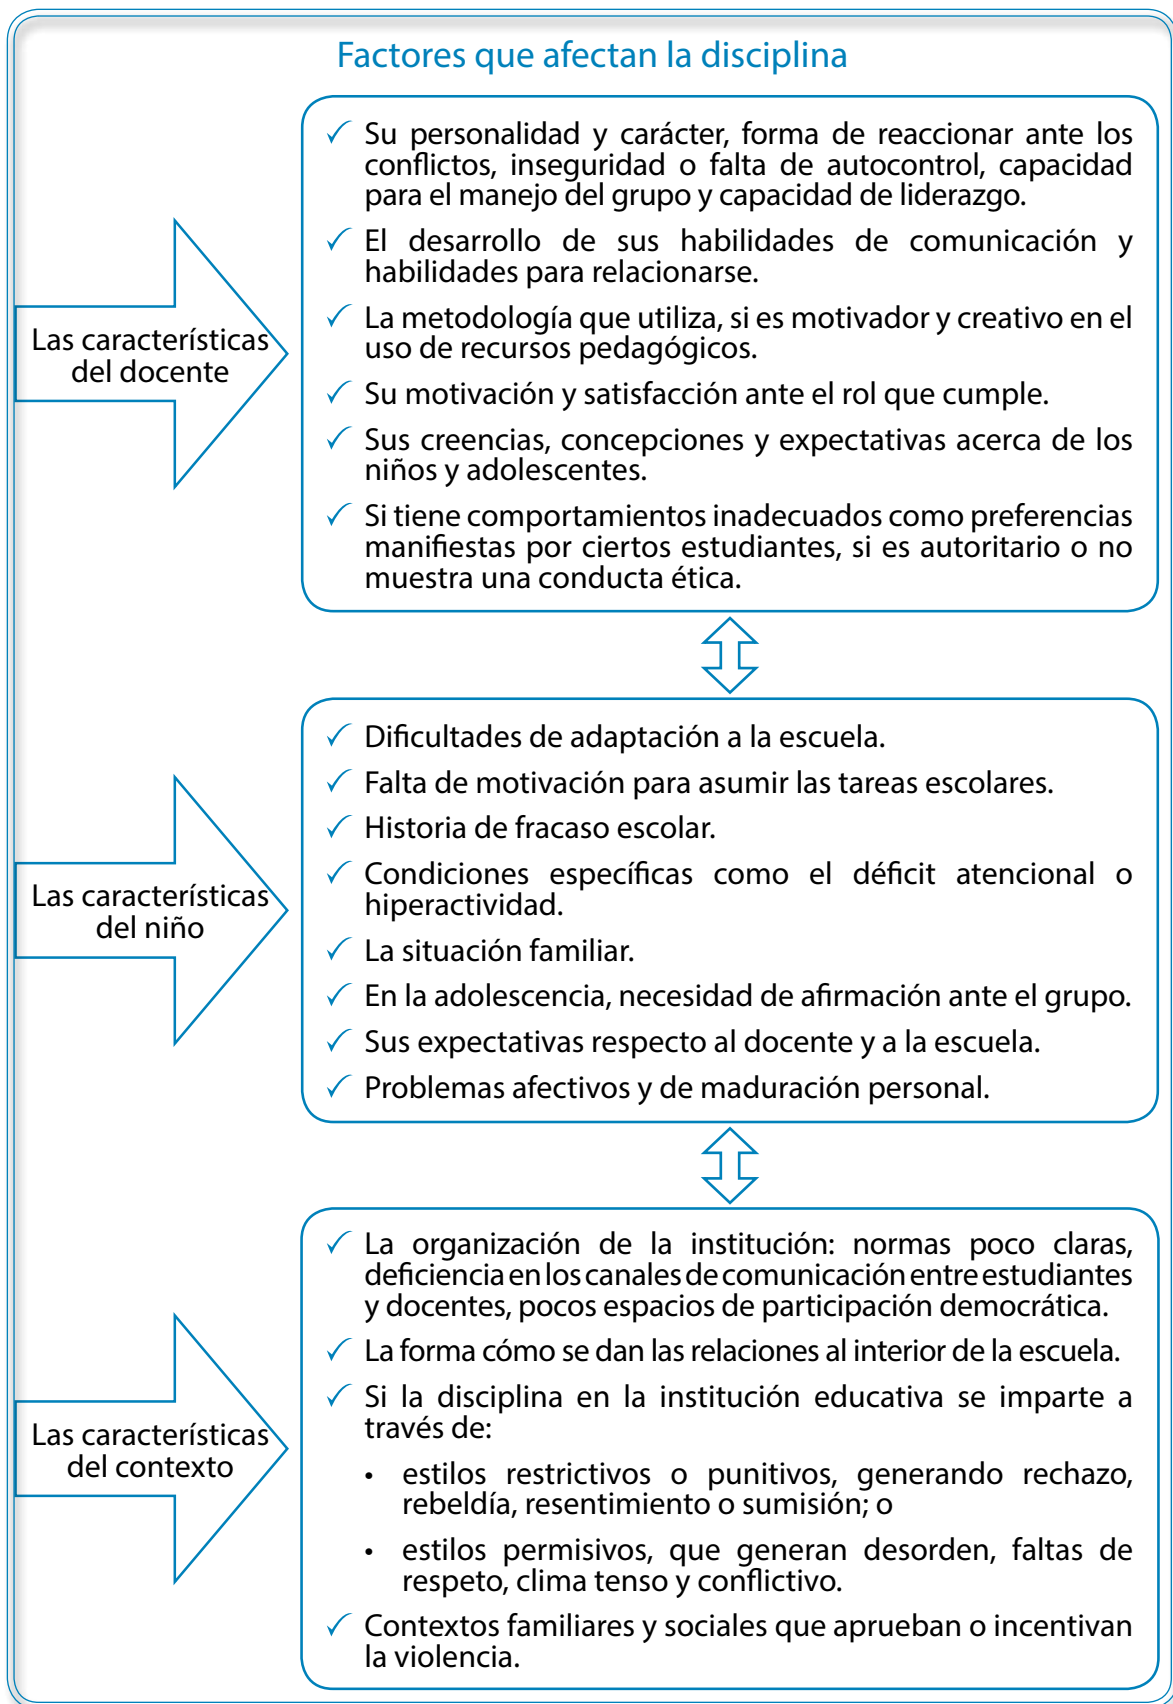 Factores que afectan la disciplina
Las características
del docente
✓ Su personalidad y carácter, forma de reaccionar ante los
conflictos, inseguridad o falta de autocontrol, capacidad
para el manejo del grupo y capacidad de liderazgo.
✓ El desarrollo de sus habilidades de comunicación y
habilidades para relacionarse.
✓ La metodología que utiliza, si es motivador y creativo en el
uso de recursos pedagógicos.
✓ Su motivación y satisfacción ante el rol que cumple.
✓ Sus creencias, concepciones y expectativas acerca de los
niños y adolescentes.
✓ Si tiene comportamientos inadecuados como preferencias
manifiestas por ciertos estudiantes, si es autoritario o no
muestra una conducta ética.
Las características
del niño
✓ Dificultades de adaptación a la escuela.
✓ Falta de motivación para asumir las tareas escolares.
✓ Historia de fracaso escolar.
✓ Condiciones específicas como el déficit atencional o
hiperactividad.
✓ La situación familiar.
✓ En la adolescencia, necesidad de afirmación ante el grupo.
✓ Sus expectativas respecto al docente y a la escuela.
✓ Problemas afectivos y de maduración personal.
Las características
del contexto
✓ La organización de la institución: normas poco claras,
deficiencia en los canales de comunicación entre estudiantes
y docentes, pocos espacios de participación democrática.
✓ La forma cómo se dan las relaciones al interior de la escuela.
✓ Si la disciplina en la institución educativa se imparte a
través de:
• estilos restrictivos o punitivos, generando rechazo,
rebeldía, resentimiento o sumisión; o
• estilos permisivos, que generan desorden, faltas de
respeto, clima tenso y conflictivo.
✓ Contextos familiares y sociales que aprueban o incentivan
la violencia.